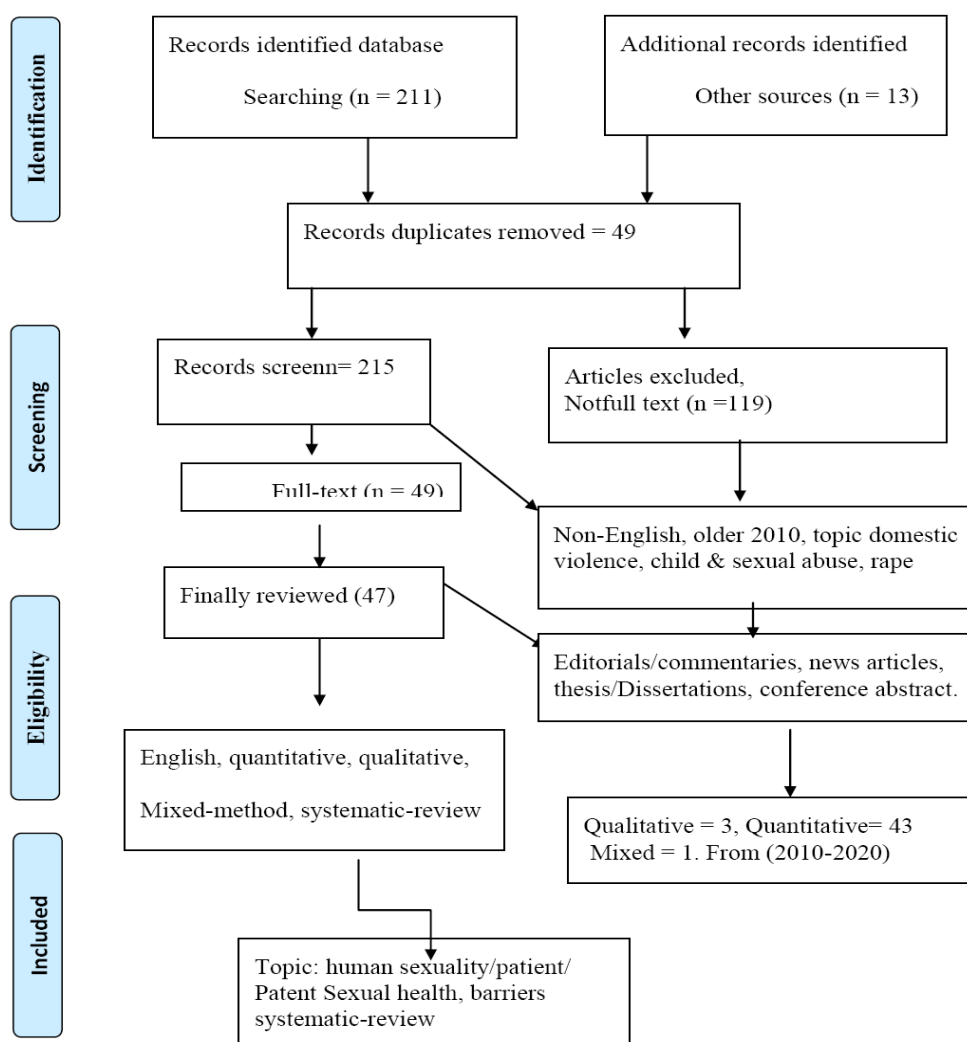 Identification
Records identified database
Searching (n = 211)
Additional records identified
Other sources (n = 13)
Records duplicates removed = 49
Screening
Records screenn= 215
Articles excluded,
Notfull text (n =119)
Full-text (n = 49)
Non-English, older 2010, topic domestic
violence, child & sexual abuse, rape
Eligibility
Finally reviewed (47)
Editorials/commentaries, news articles,
thesis/Dissertations, conference abstract.
English, quantitative, qualitative,
Mixed-method, systematic-review
Qualitative = 3, Quantitative= 43
Mixed = 1. From (2010-2020)
Included
Topic: human sexuality/patient/
Patent Sexual health, barriers
systematic-review